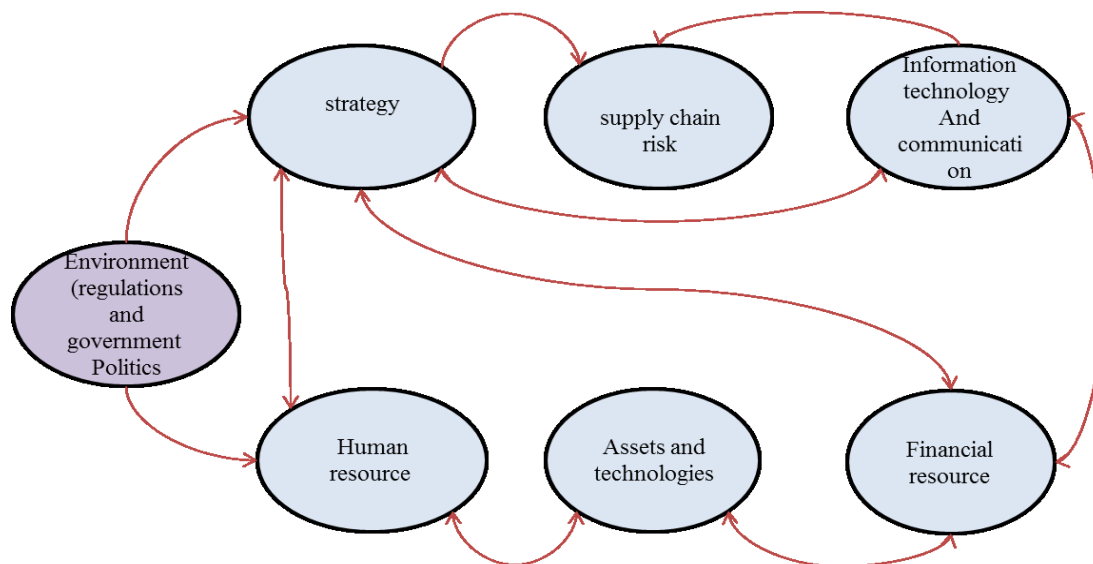 strategy
supply chain
risk
Information
technology
And
communicati
on
Environment
(regulations
and
government
Politics
Human
resource
Assets and
technologies
Financial
resource